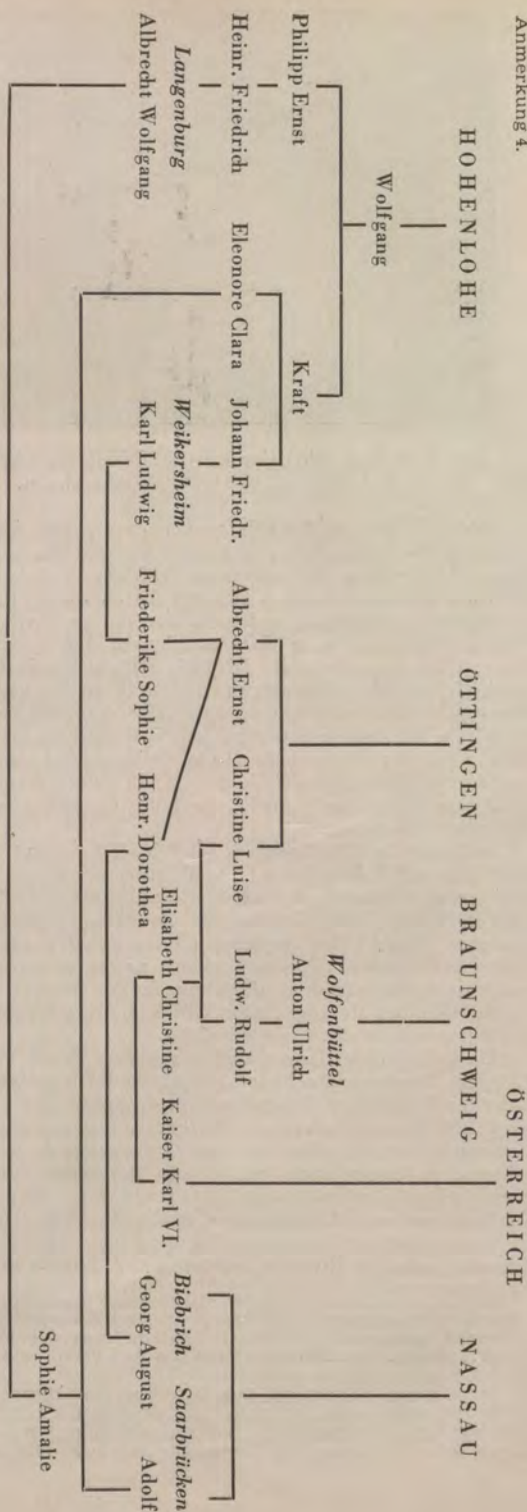 Anmerkung 4.
HOHENLOHE
ÖTTINGEN
BRAUNSCHWEIG
ÖSTERREICH
NASSAU
Wolfgang
Wolfenbüttel
Philipp Ernst
Kraft
Anton Ulrich
Heinr. Friedrich
Eleonore Clara
Johann Friedr.
Albrecht Ernst
Christine Luise
Ludw. Rudolf
Langenburg
Weikersheim
Biebrich
Saarbrücken
Albrecht Wolfgang
Karl Ludwig
Friederike Sophie
Henr. Dorothea
Elisabeth Christine
Kaiser Karl VI.
Georg August
Adolf
Sophie Amalie